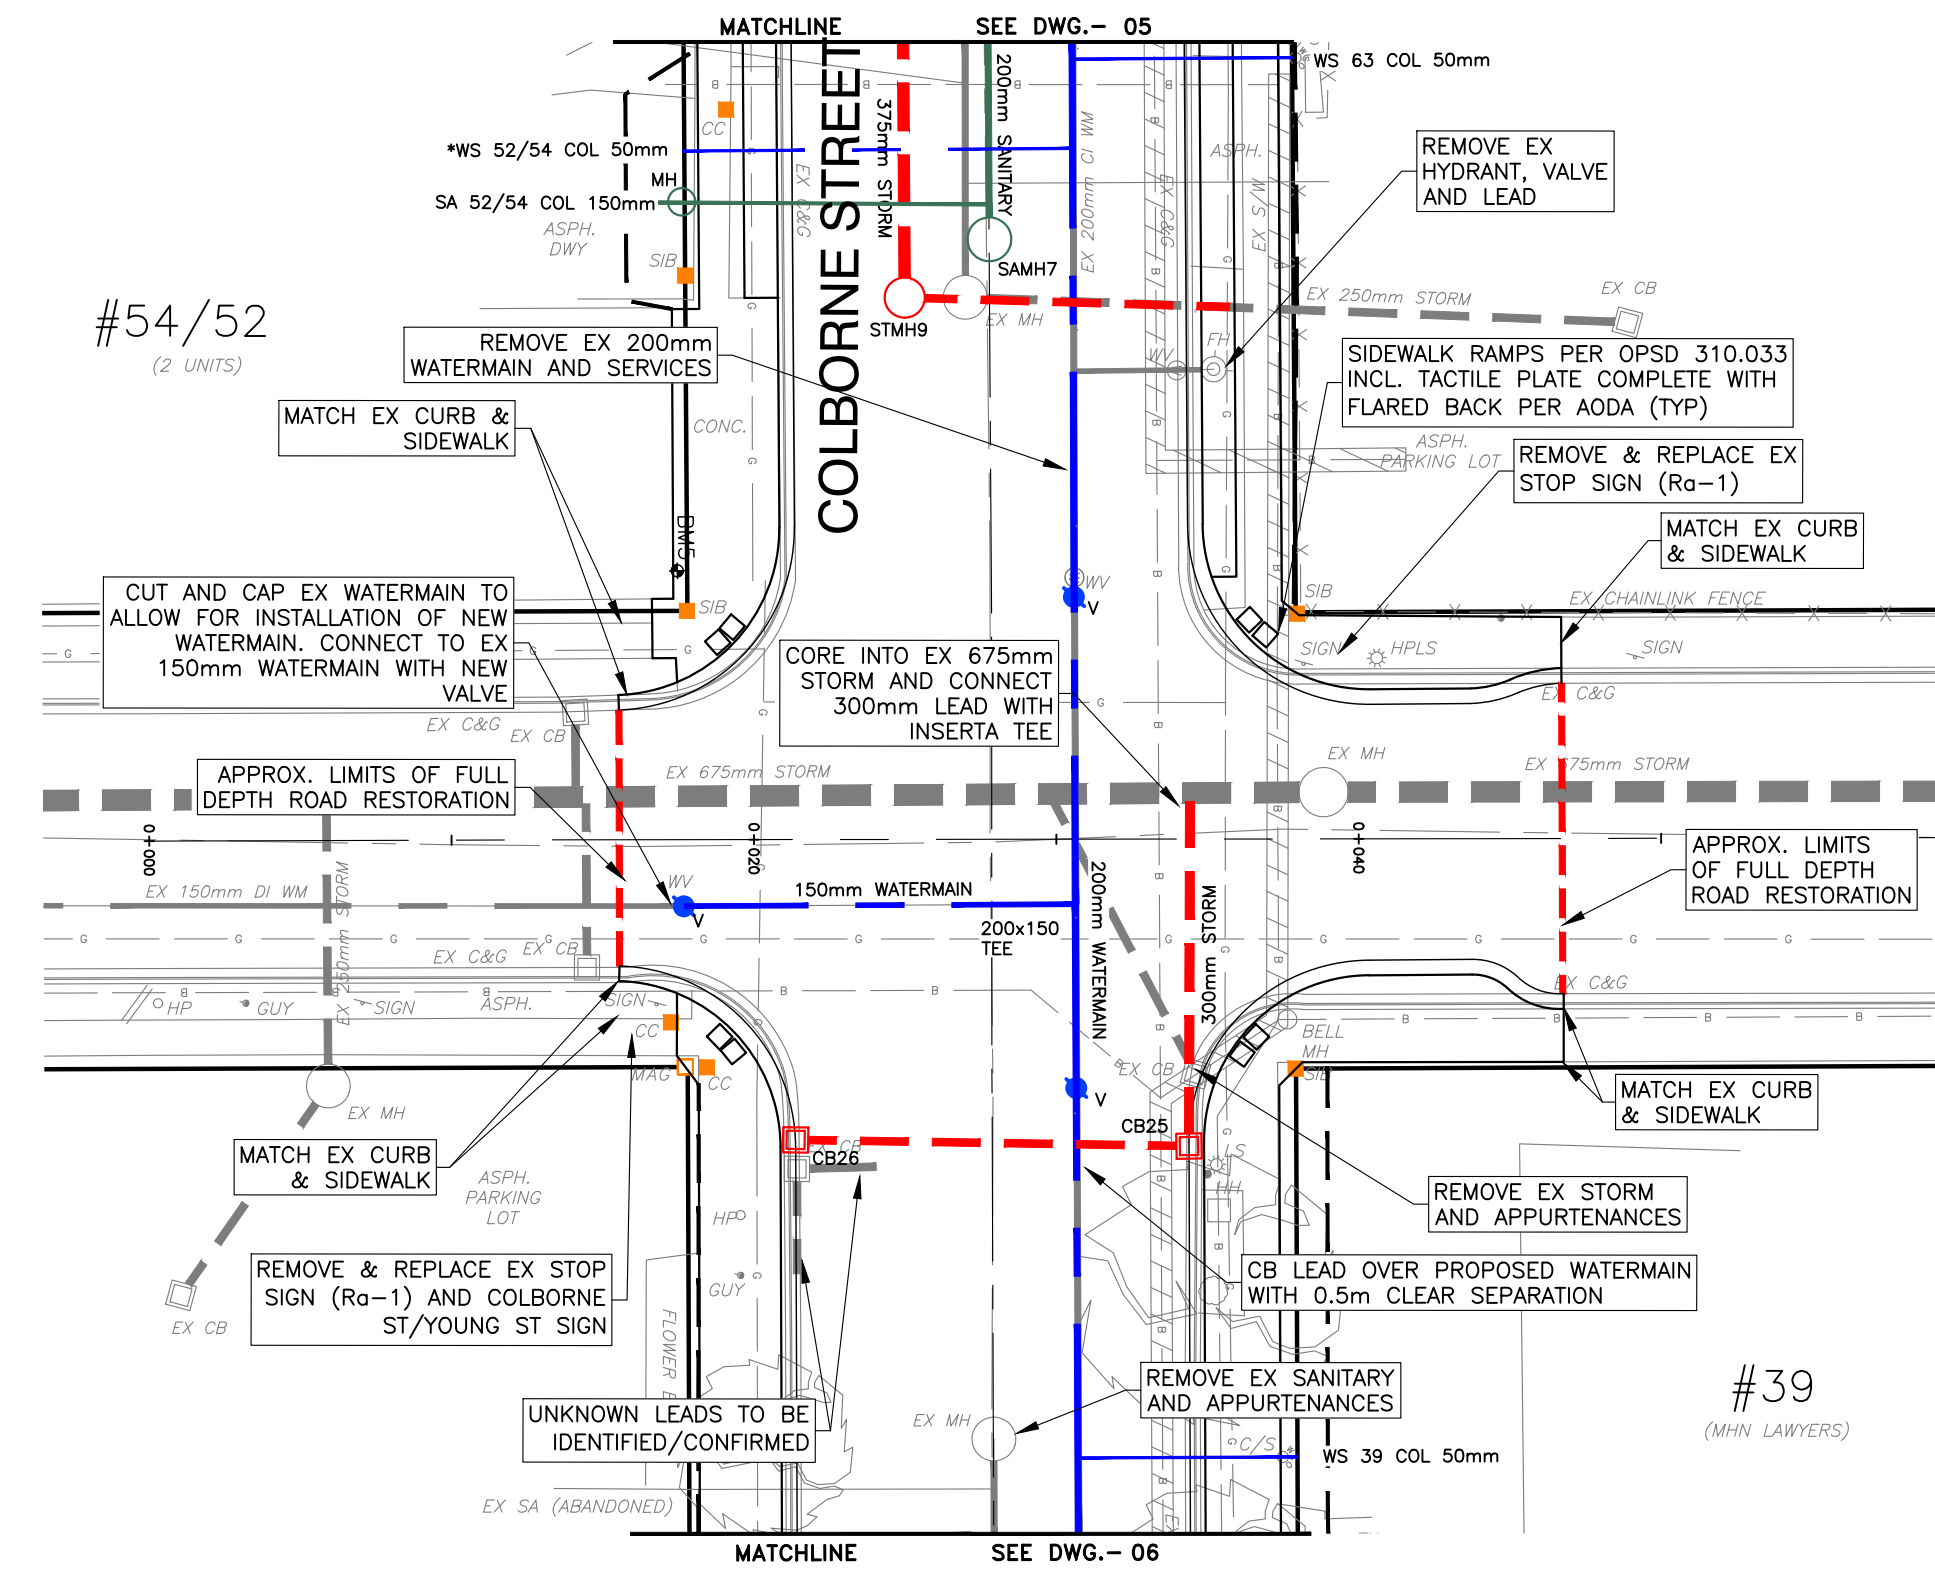 MATCHLINE SEE DWG.- 05
COLBORNE STREET
375mm STORM
200mm SANITARY
EX 200mm CI WM
EX C&G
EX C&G
EX S/W
ASPH.
WS 63 COL 50mm
CC
*WS 52/54 COL 50mm
MH
SA 52/54 COL 150mm
ASPH.
DWY
SIB
SAMH7
STMH9
EX MH
EX 250mm STORM
EX CB
REMOVE EX
HYDRANT, VALVE
AND LEAD
#54/52
(2 UNITS)
REMOVE EX 200mm
WATERMAIN AND SERVICES
WV
FH
SIDEWALK RAMPS PER OPSD 310.033
INCL. TACTILE PLATE COMPLETE WITH
FLARED BACK PER AODA (TYP)
MATCH EX CURB &
SIDEWALK
CONC.
ASPH.
PARKING LOT
REMOVE & REPLACE EX
STOP SIGN (Ra-1)
BM5
MATCH EX CURB
& SIDEWALK
CUT AND CAP EX WATERMAIN TO
ALLOW FOR INSTALLATION OF NEW
WATERMAIN. CONNECT TO EX
150mm WATERMAIN WITH NEW
VALVE
SIB
WV
V
SIB
EX CHAINLINK FENCE
SIGN
HPLS
SIGN
CORE INTO EX 675mm
STORM AND CONNECT
300mm LEAD WITH
INSERTA TEE
EX C&G
EX CB
EX C&G
EX MH
APPROX. LIMITS OF FULL
DEPTH ROAD RESTORATION
EX 675mm STORM
EX 675mm STORM
0+000
0+020
0+040
APPROX. LIMITS
OF FULL DEPTH
ROAD RESTORATION
EX 150mm DI WM
EX 250mm STORM
WV
V
150mm WATERMAIN
200x150
TEE
200mm WATERMAIN
300mm STORM
EX C&G
EX CB
EX C&G
HP
GUY
SIGN
ASPH.
SIGN
CC
MAG
CC
EX CB
BELL
MH
SIB
EX MH
V
CB25
CB26
EX CB
MATCH EX CURB
& SIDEWALK
MATCH EX CURB
& SIDEWALK
ASPH.
PARKING
LOT
HP
LS
HH
REMOVE EX STORM
AND APPURTENANCES
REMOVE & REPLACE EX STOP
SIGN (Ra-1) AND COLBORNE
ST/YOUNG ST SIGN
GUY
CB LEAD OVER PROPOSED WATERMAIN
WITH 0.5m CLEAR SEPARATION
EX CB
FLOWER
REMOVE EX SANITARY
AND APPURTENANCES
#39
(MHN LAWYERS)
UNKNOWN LEADS TO BE
IDENTIFIED/CONFIRMED
EX MH
C/S
WS 39 COL 50mm
EX SA (ABANDONED)
EX
MATCHLINE SEE DWG.- 06